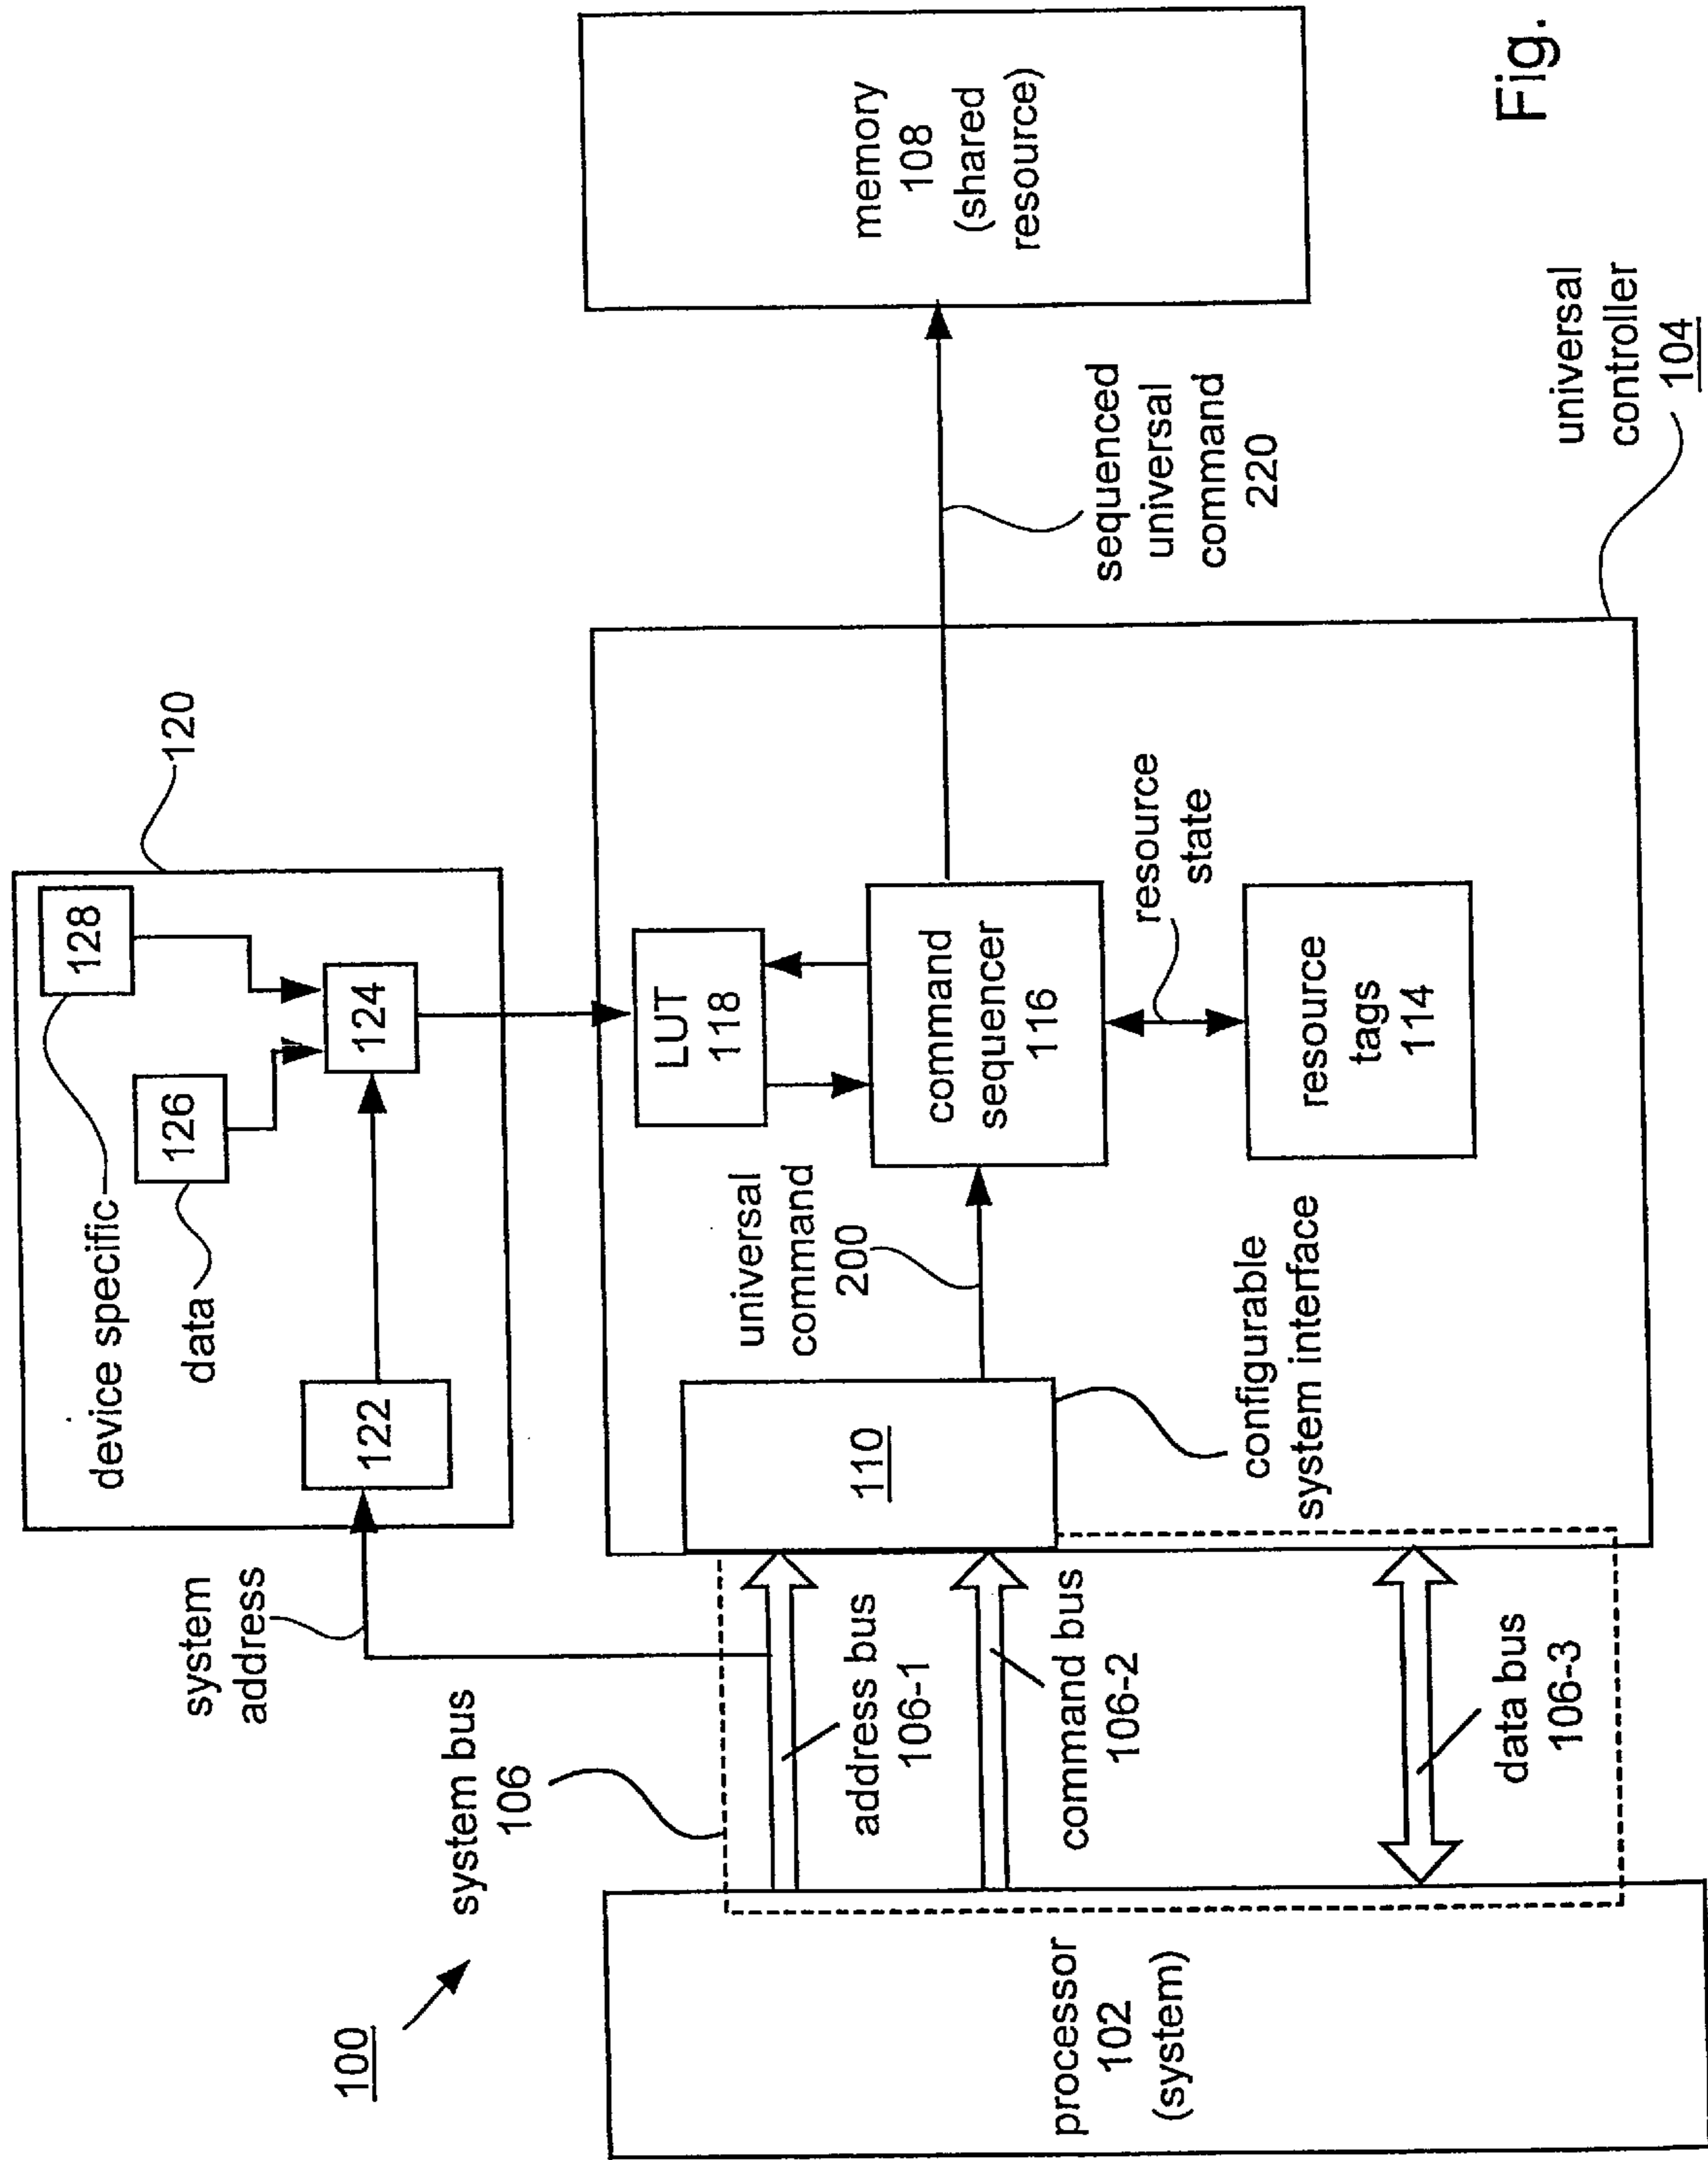 100
system bus
106
system
address
device specific
data
128
126
124
122
120
processor
102
(system)
address bus
106-1
command bus
106-2
data bus
106-3
110
configurable
system interface
universal
command
200
LUT
118
command
sequencer
116
resource
state
resource
tags
114
sequenced
universal
command
220
universal
controller
104
memory
108
(shared
resource)
Fig.